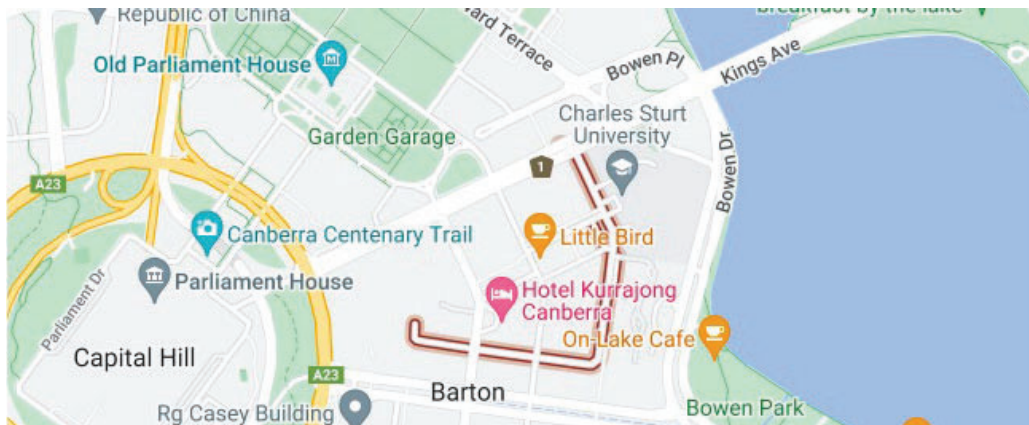 Republic of China
Old Parliament House
Terrace
Bowen Pl
Kings Ave
Garden Garage
Charles Sturt
University
1
A23
Bowen Dr
Canberra Centenary Trail
Little Bird
Parliament House
Hotel Kurrajong
Canberra
Parliament Dr
On-Lake Cafe
Capital Hill
A23
Barton
Rg Casey Building
Bowen Park